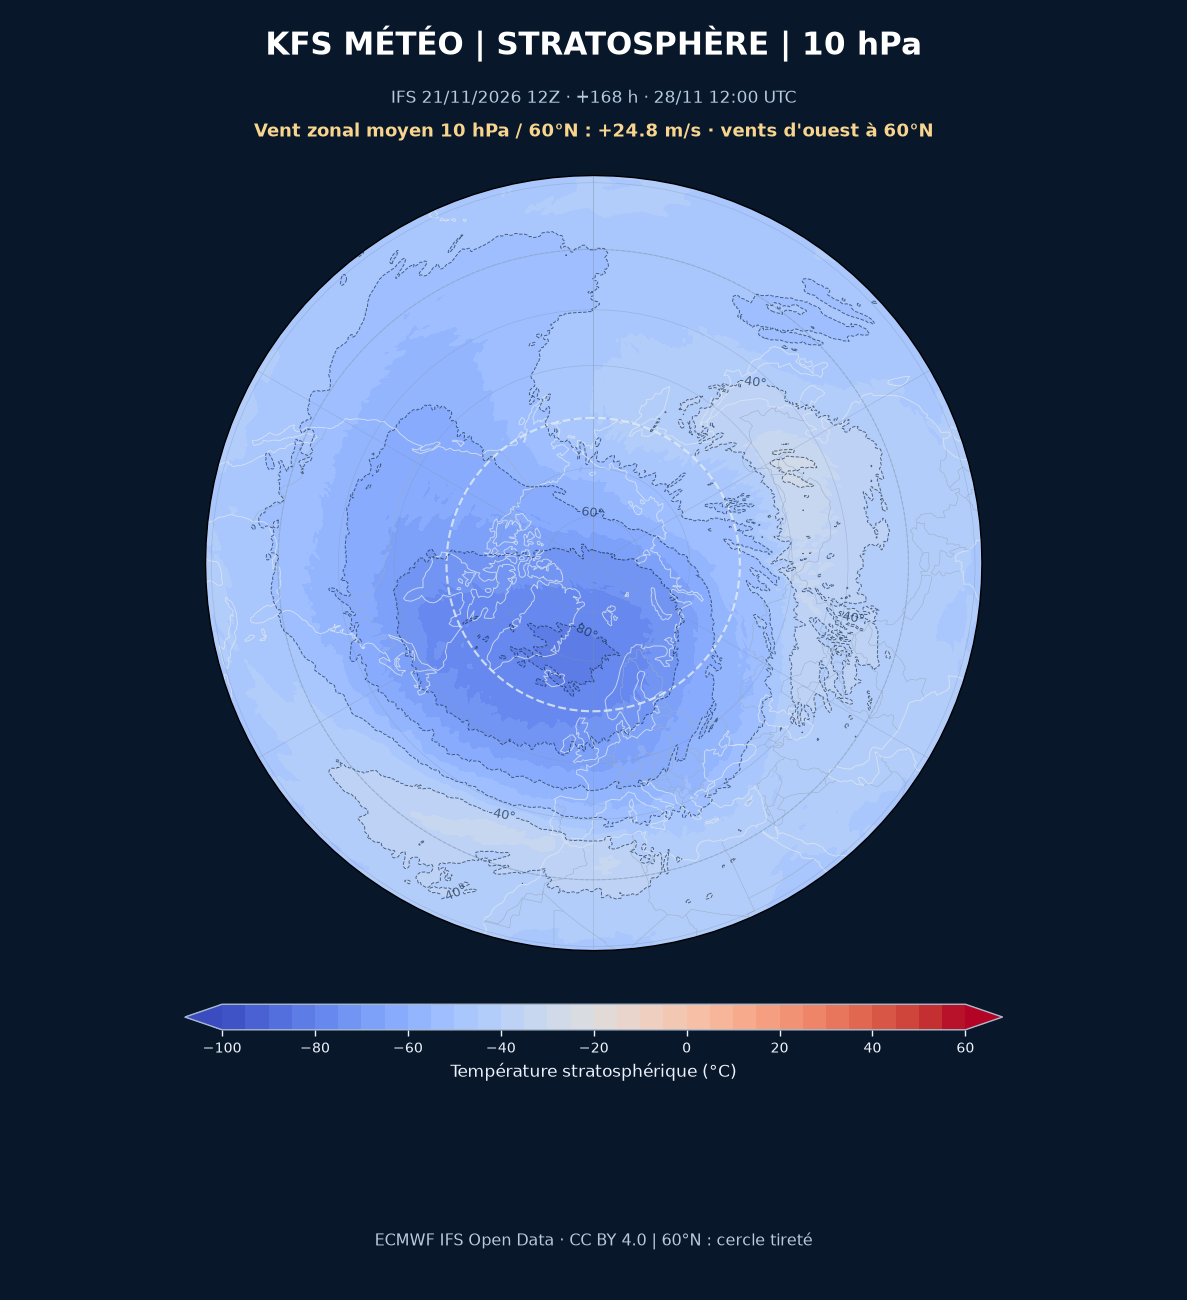 KFS MÉTÉO | STRATOSPHÈRE | 10 hPa
IFS 21/11/2026 12Z · +168 h · 28/11 12:00 UTC
Vent zonal moyen 10 hPa / 60°N : +24.8 m/s · vents d'ouest à 60°N
-40°
-60°
-80°
-40°
-40°
-40°
−100 −80 −60 −40 −20 0 20 40 60
Température stratosphérique (°C)
ECMWF IFS Open Data · CC BY 4.0 | 60°N : cercle tireté